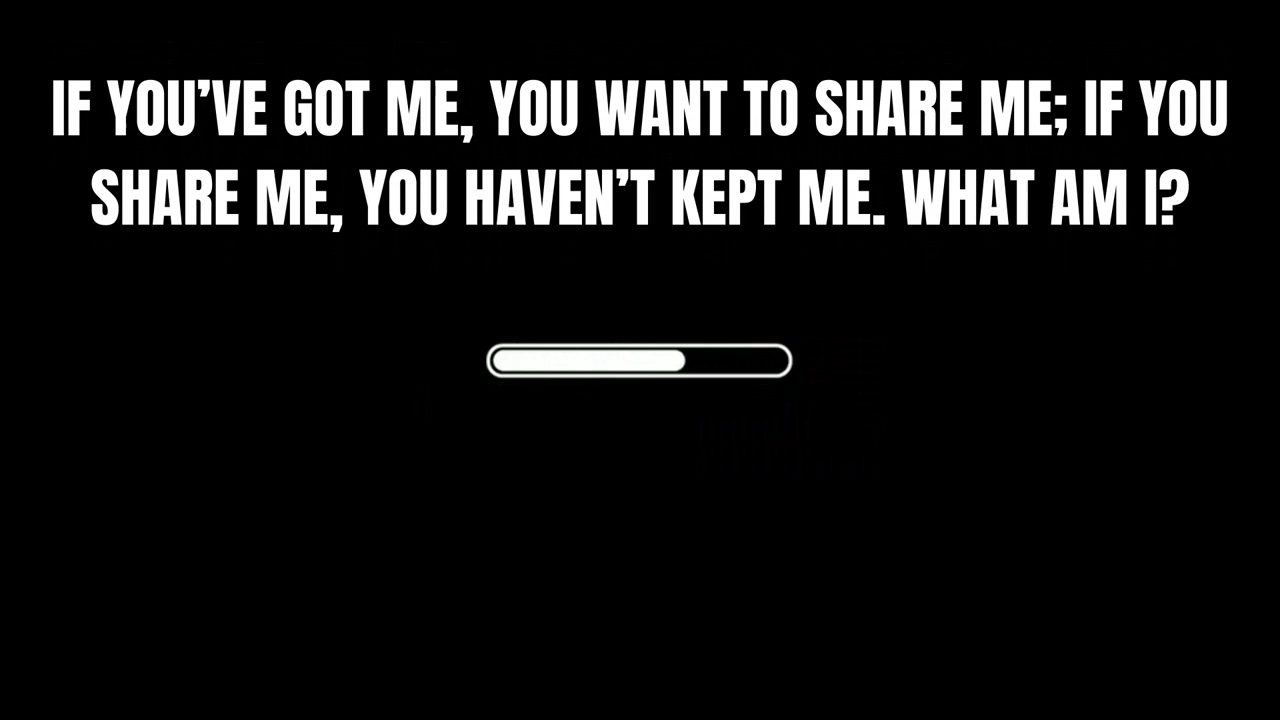 IF YOU’VE GOT ME, YOU WANT TO SHARE ME; IF YOU
SHARE ME, YOU HAVEN’T KEPT ME. WHAT AM I?